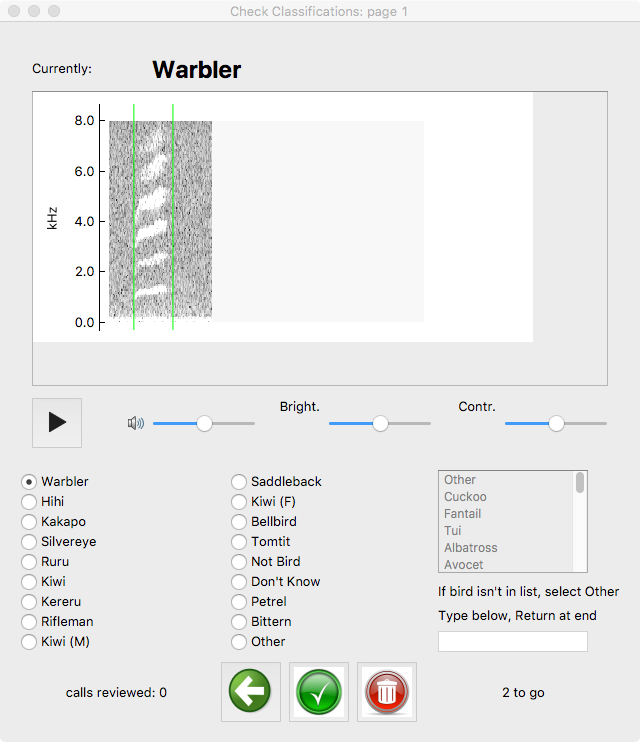 Check Classifications: page 1
Currently: Warbler
8.0
6.0
4.0
2.0
0.0
kHz
Bright.
Contr.
Warbler
Hihi
Kakapo
Silvereye
Ruru
Kiwi
Kereru
Rifleman
Kiwi (M)
Saddleback
Kiwi (F)
Bellbird
Tomtit
Not Bird
Don't Know
Petrel
Bittern
Other
Other
Cuckoo
Fantail
Tui
Albatross
Avocet
If bird isn't in list, select Other
Type below, Return at end
calls reviewed: 0
2 to go